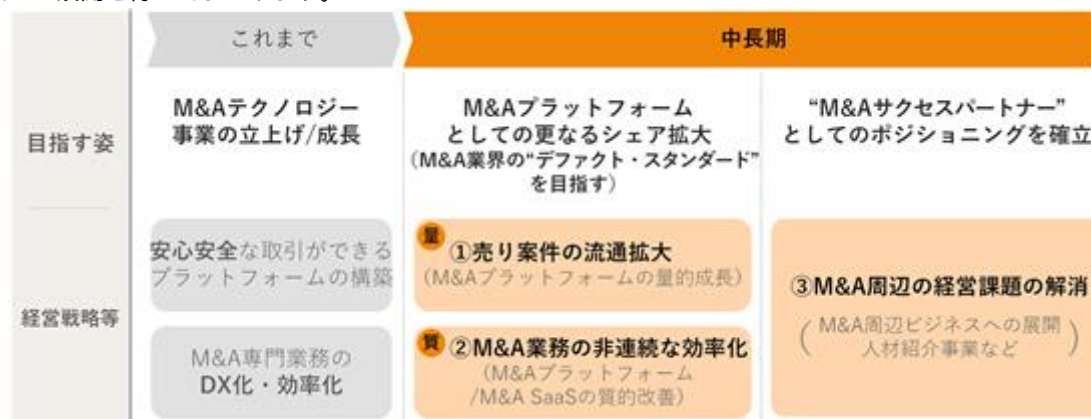 これまで
中長期
目指す姿
M&Aテクノロジー
事業の立上げ/成長
M&Aプラットフォーム
としての更なるシェア拡大
(M&A業界の“デファクト・スタンダード”
を目指す)
“M&Aサクセスパートナー”
としてのポジショニングを確立
経営戦略等
安心安全な取引ができる
プラットフォームの構築
M&A専門業務の
DX化・効率化
量
①売り案件の流通拡大
(M&Aプラットフォームの量的成長)
質
②M&A業務の非連続な効率化
(M&Aプラットフォーム
/M&A SaaSの質的改善)
③M&A周辺の経営課題の解消
(M&A周辺ビジネスへの展開
人材紹介事業など)